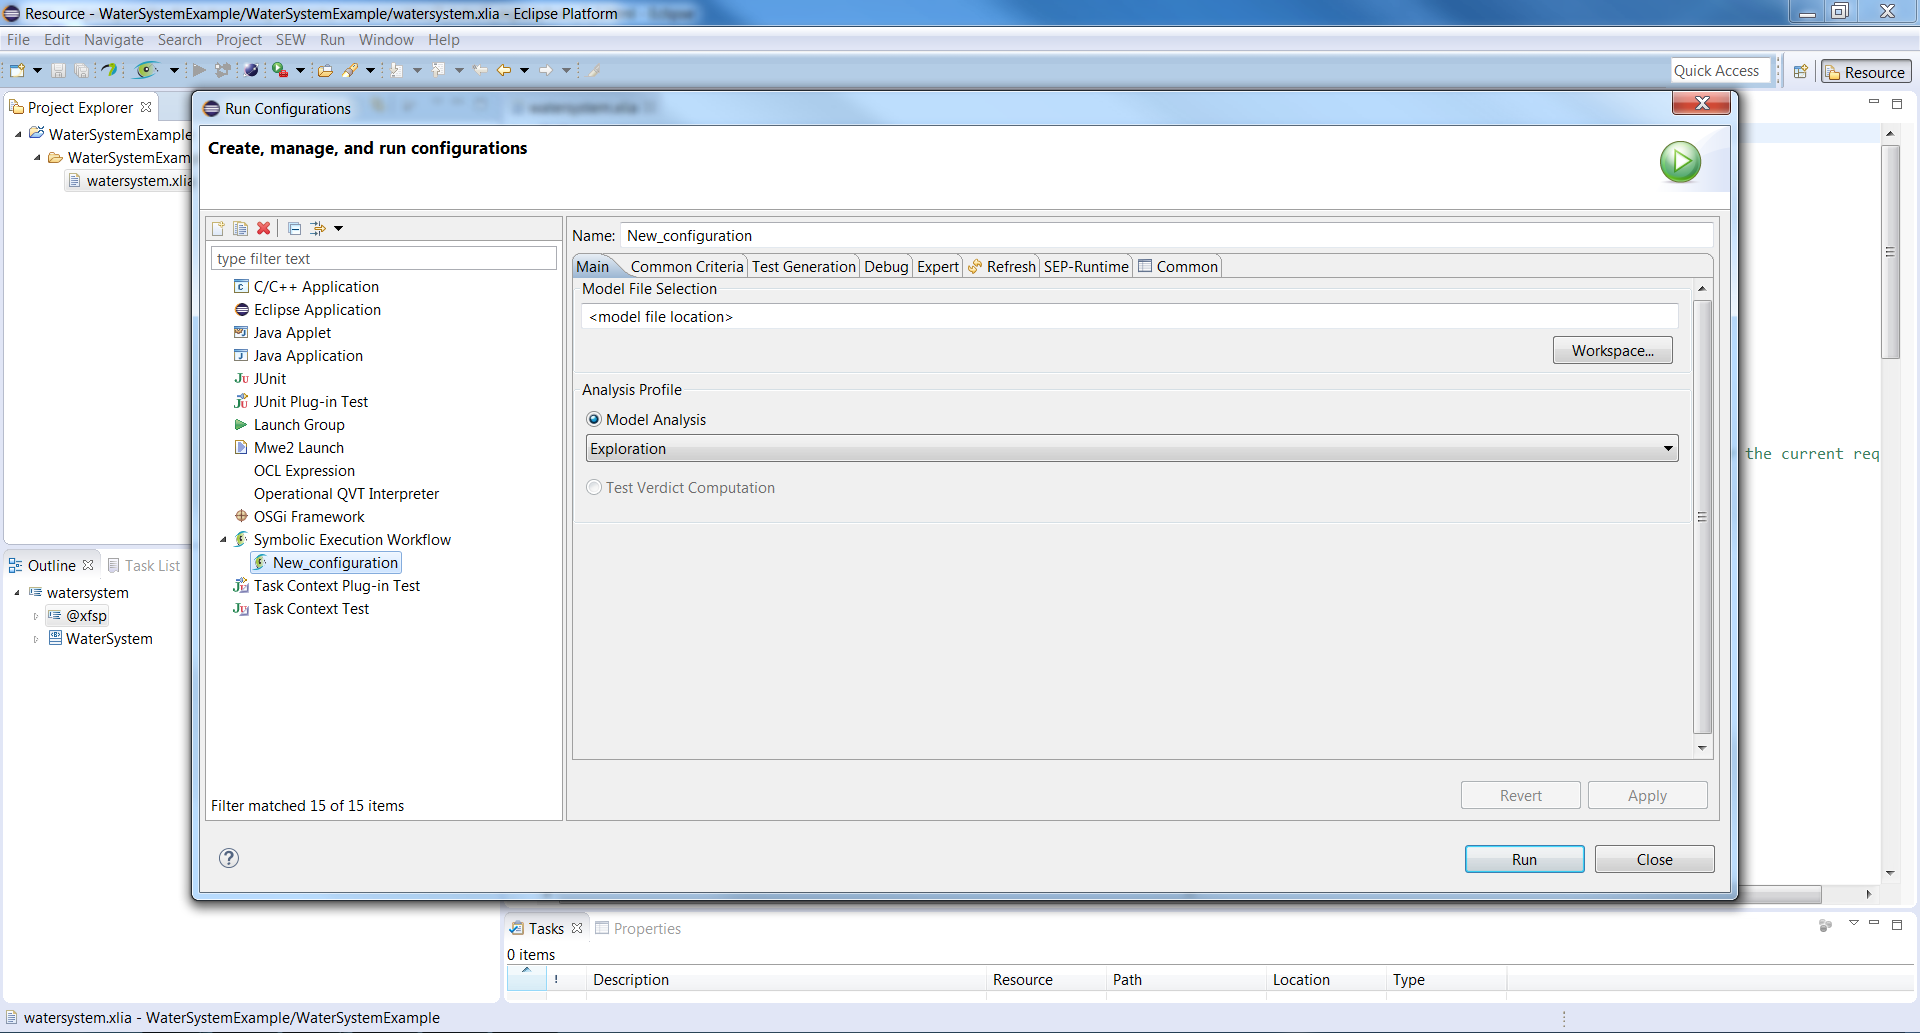 Resource - WaterSystemExample/WaterSystemExample/watersystem.xlia - Eclipse Platform
File Edit Navigate Search Project SEW Run Window Help
Quick Access
Resource
Project Explorer
WaterSystemExample
WaterSystemExam
watersystem.xlia
Outline
Task List
watersystem
@xfsp
WaterSystem
Run Configurations
Create, manage, and run configurations
type filter text
C/C++ Application
Eclipse Application
Java Applet
Java Application
JUnit
JUnit Plug-in Test
Launch Group
Mwe2 Launch
OCL Expression
Operational QVT Interpreter
OSGi Framework
Symbolic Execution Workflow
New_configuration
Task Context Plug-in Test
Task Context Test
Filter matched 15 of 15 items
Name: New_configuration
Main Common Criteria Test Generation Debug Expert Refresh SEP-Runtime Common
Model File Selection
<model file location>
Workspace...
Analysis Profile
Model Analysis
Exploration
Test Verdict Computation
Revert Apply
Run Close
the current req
Tasks Properties
0 items
! Description Resource Path Location Type
watersystem.xlia - WaterSystemExample/WaterSystemExample